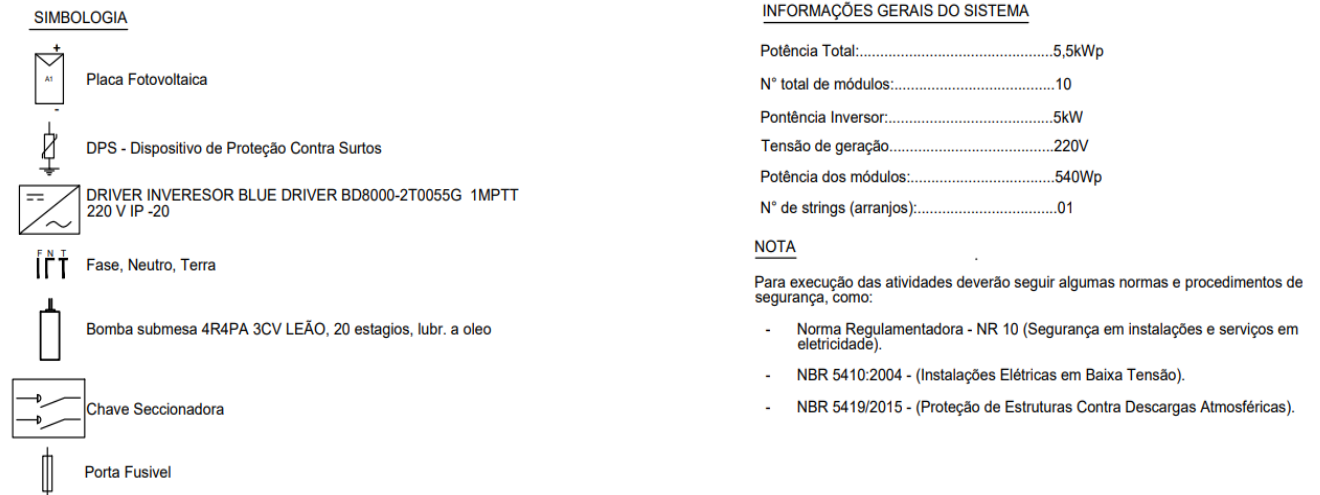 SIMBOLOGIA
+
A1
-
Placa Fotovoltaica
DPS - Dispositivo de Proteção Contra Surtos
DRIVER INVERESOR BLUE DRIVER BD8000-2T0055G 1MPTT
220 V IP -20
F N T
Fase, Neutro, Terra
Bomba submesa 4R4PA 3CV LEÃO, 20 estagios, lubr. a oleo
Chave Seccionadora
Porta Fusivel
INFORMAÇÕES GERAIS DO SISTEMA
Potência Total:.............................................5,5kWp
N° total de módulos:.....................................10
Pontência Inversor:......................................5kW
Tensão de geração......................................220V
Potência dos módulos:.................................540Wp
N° de strings (arranjos):................................01
NOTA
.
Para execução das atividades deverão seguir algumas normas e procedimentos de
segurança, como:
- Norma Regulamentadora - NR 10 (Segurança em instalações e serviços em
eletricidade).
- NBR 5410:2004 - (Instalações Elétricas em Baixa Tensão).
- NBR 5419/2015 - (Proteção de Estruturas Contra Descargas Atmosféricas).